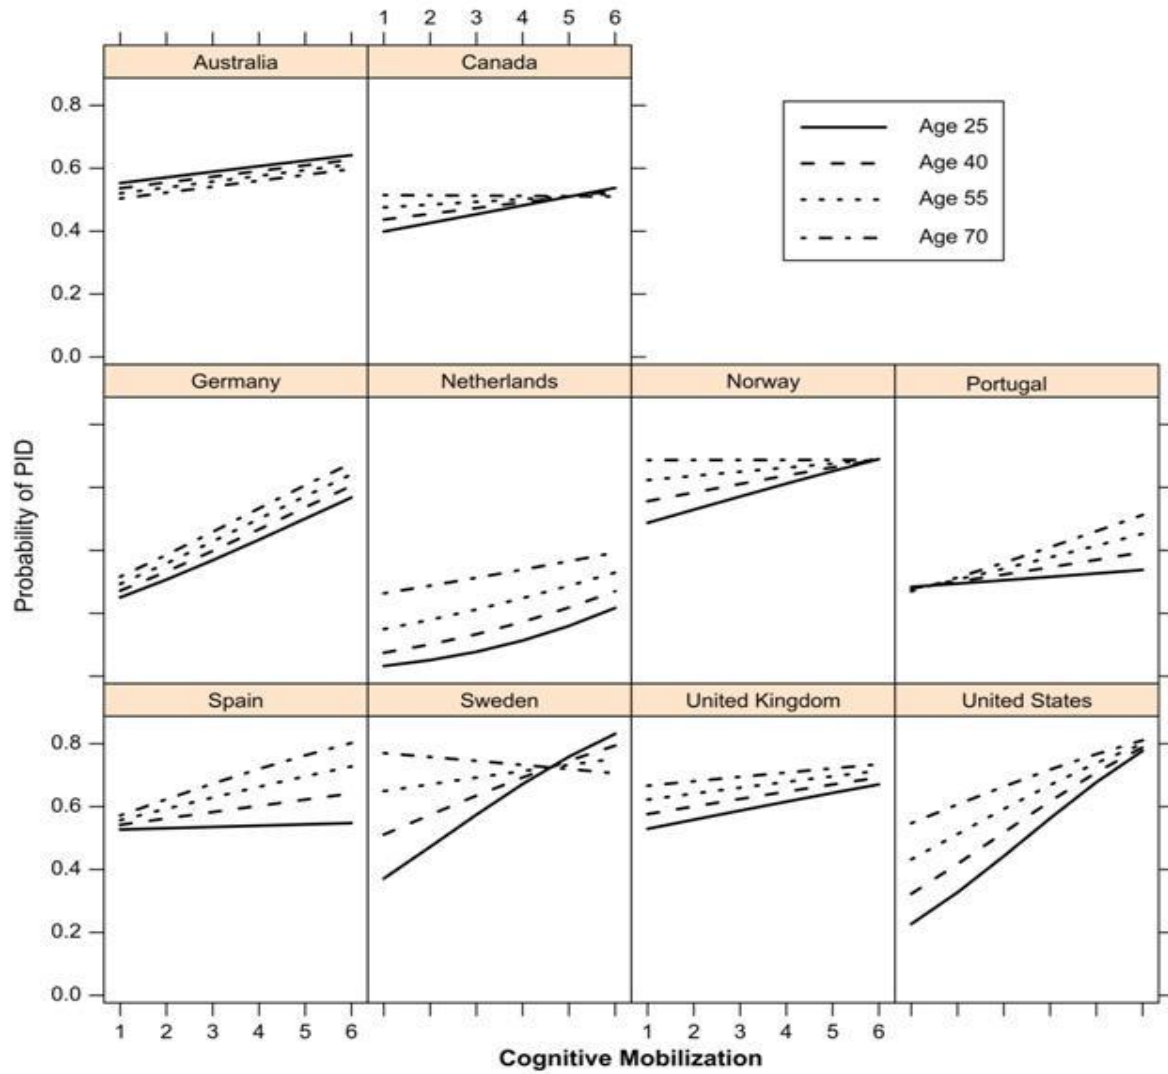 1 2 3 4 5 6
Australia Canada
0.8
0.6
0.4
0.2
0.0
Age 25
Age 40
Age 55
Age 70
Germany Netherlands Norway Portugal
Probability of PID
Spain Sweden United Kingdom United States
0.8
0.6
0.4
0.2
0.0
1 2 3 4 5 6 1 2 3 4 5 6
Cognitive Mobilization